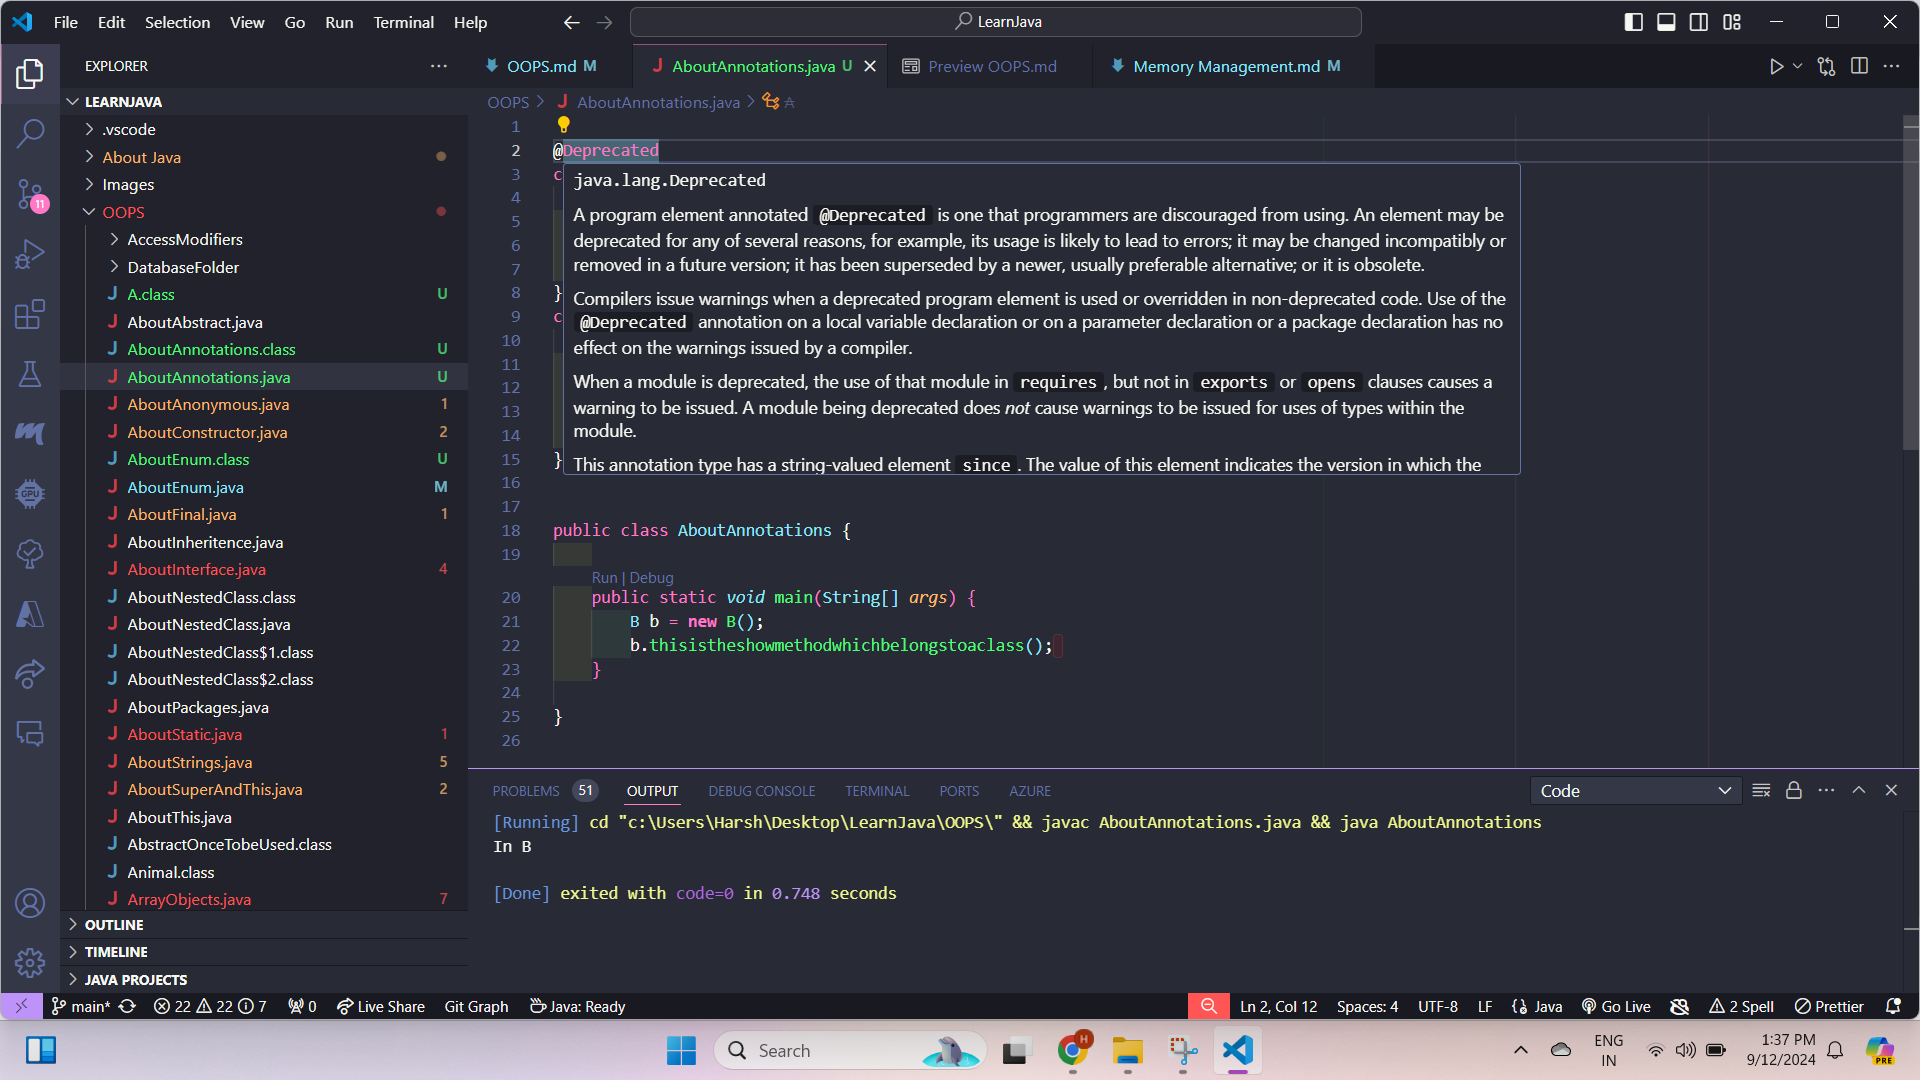 File Edit Selection View Go Run Terminal Help
LearnJava
EXPLORER
OOPS.md M
AboutAnnotations.java U
Preview OOPS.md
Memory Management.md M
LEARNJAVA
.vscode
About Java
Images
OOPS
AccessModifiers
DatabaseFolder
A.class U
AboutAbstract.java
AboutAnnotations.class U
AboutAnnotations.java U
AboutAnonymous.java 1
AboutConstructor.java 2
AboutEnum.class U
AboutEnum.java M
AboutFinal.java 1
AboutInheritence.java
AboutInterface.java 4
AboutNestedClass.class
AboutNestedClass.java
AboutNestedClass$1.class
AboutNestedClass$2.class
AboutPackages.java
AboutStatic.java 1
AboutStrings.java 5
AboutSuperAndThis.java 2
AboutThis.java
AbstractOnceTobeUsed.class
Animal.class
ArrayObjects.java 7
OUTLINE
TIMELINE
JAVA PROJECTS
11
GPU
OOPS > AboutAnnotations.java > A
1
2 @Deprecated
3 c
4
5
6
7
8 }
9 c
10
11
12
13
14
15 }
16
17
java.lang.Deprecated
A program element annotated @Deprecated is one that programmers are discouraged from using. An element may be
deprecated for any of several reasons, for example, its usage is likely to lead to errors; it may be changed incompatibly or
removed in a future version; it has been superseded by a newer, usually preferable alternative; or it is obsolete.
Compilers issue warnings when a deprecated program element is used or overridden in non-deprecated code. Use of the
@Deprecated annotation on a local variable declaration or on a parameter declaration or a package declaration has no
effect on the warnings issued by a compiler.
When a module is deprecated, the use of that module in requires, but not in exports or opens clauses causes a
warning to be issued. A module being deprecated does not cause warnings to be issued for uses of types within the
module.
This annotation type has a string-valued element since. The value of this element indicates the version in which the
18 public class AboutAnnotations {
19
Run | Debug
20 public static void main(String[] args) {
21 B b = new B();
22 b.thisistheshowmethodwhichbelongstoaclass();
23 }
24
25 }
26
PROBLEMS 51 OUTPUT DEBUG CONSOLE TERMINAL PORTS AZURE
Code
[Running] cd "c:\Users\Harsh\Desktop\LearnJava\OOPS\" && javac AboutAnnotations.java && java AboutAnnotations
In B
[Done] exited with code=0 in 0.748 seconds
main* 22 22 7 0 Live Share Git Graph Java: Ready
Ln 2, Col 12 Spaces: 4 UTF-8 LF Java Go Live 2 Spell Prettier
Search
H
ENG
IN
1:37 PM
9/12/2024
PRE